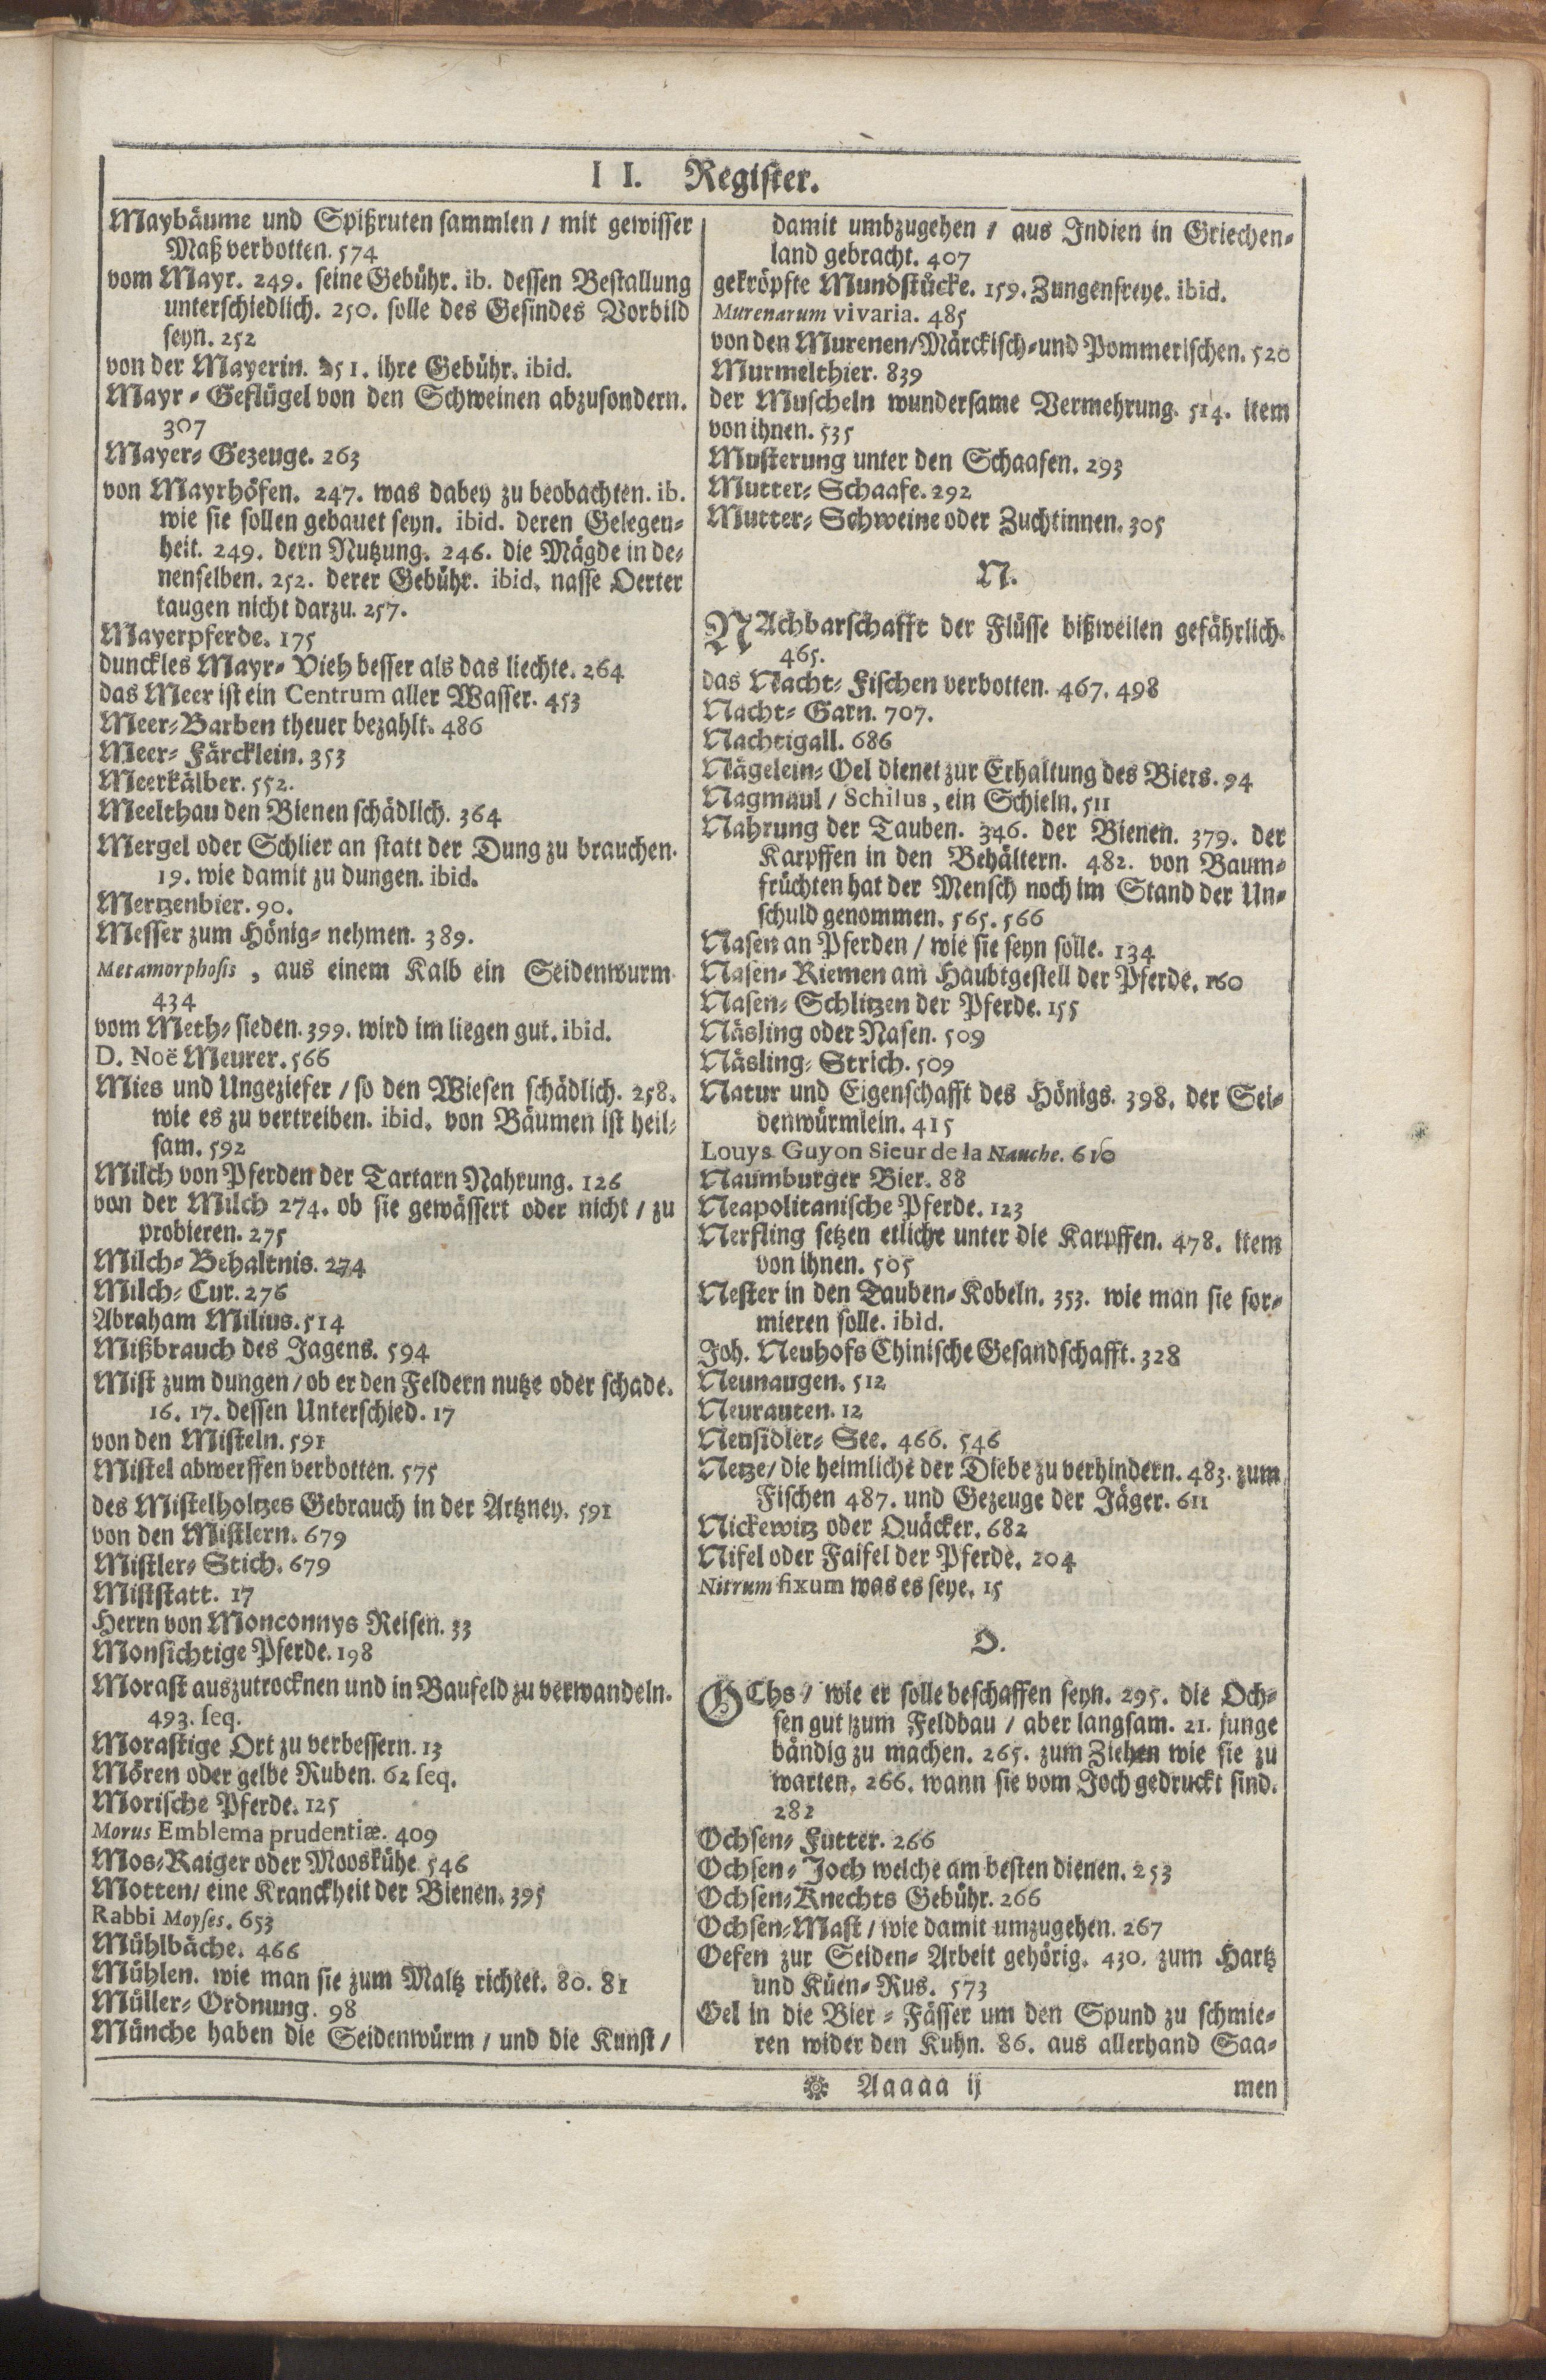 I I. Register.
Maybäume und Spißruten sammlen / mit gewisser
Maß verbotten. 574
vom Mayr. 249. seine Gebühr. ib. dessen Bestallung
unterschiedlich. 250. solle des Gesindes Vorbild
seyn. 252
von der Mayerin. 251. ihre Gebühr. ibid.
Mayr-Geflügel von den Schweinen abzusondern.
307
Mayer-Gezeuge. 263
von Mayrhöfen. 247. was dabey zu beobachten. ib.
wie sie sollen gebauet seyn. ibid. deren Gelegen-
heit. 249. dern Nutzung. 246. die Mägde in de-
nenselben. 252. derer Gebühr. ibid. nasse Oerter
taugen nicht darzu. 257.
Mayerpferde. 175
dunckles Mayr-Vieh besser als das liechte. 264
das Meer ist ein Centrum aller Wasser. 453
Meer-Barben theuer bezahlt. 486
Meer-Färcklein. 353
Meerkälber. 552.
Meelthau den Bienen schädlich. 364
Mergel oder Schlier an statt der Dung zu brauchen.
19. wie damit zu dungen. ibid.
Mertzenbier. 90.
Messer zum Hönig-nehmen. 389.
Metamorphosis, aus einem Kalb ein Seidenwurm
434
vom Meth-sieden. 399. wird im liegen gut. ibid.
D. Noë Meurer. 566
Mies und Ungeziefer / so den Wiesen schädlich. 258.
wie es zu vertreiben. ibid. von Bäumen ist heil-
sam. 592
Milch von Pferden der Tartarn Nahrung. 126
von der Milch 274. ob sie gewässert oder nicht / zu
probieren. 275
Milch-Behaltnis. 274
Milch-Cur. 276
Abraham Milius. 514
Mißbrauch des Jagens. 594
Mist zum dungen / ob er den Feldern nutze oder schade.
16. 17. dessen Unterschied. 17
von den Misteln. 591
Mistel abwerffen verbotten. 575
des Mistelholtzes Gebrauch in der Artzney. 591
von den Mistlern. 679
Mistler-Stich. 679
Miststatt. 17
Herrn von Monconnys Reisen. 33
Monsichtige Pferde. 198
Morast auszutrocknen und in Baufeld zu verwandeln.
493. seq.
Morastige Ort zu verbessern. 13
Mören oder gelbe Ruben. 62 seq.
Morische Pferde. 125
Morus Emblema prudentiæ. 409
Mos-Raiger oder Mooskühe 546
Motten / eine Kranckheit der Bienen. 395
Rabbi Moyses. 653
Mühlbäche. 466
Mühlen. wie man sie zum Maltz richtet. 80. 81
Müller-Ordnung. 98
Münche haben die Seidenwürm / und die Kunst /
damit umbzugehen / aus Indien in Griechen-
land gebracht. 407
gekröpfte Mundstücke. 159. Zungenfreye. ibid.
Murenarum vivaria. 485
von den Murenen / Märckisch-und Pommerischen. 520
Murmelthier. 839
der Muscheln wundersame Vermehrung. 514. item
von ihnen. 535
Musterung unter den Schaafen. 293
Mutter-Schaafe. 292
Mutter-Schweine oder Zuchtinnen. 305
N.
NAchbarschafft der Flüsse bißweilen gefährlich.
465.
das Nacht-Fischen verbotten. 467. 498
Nacht-Garn. 707.
Nachtigall. 686
Nägelein-Oel dienet zur Erhaltung des Biers. 94
Nagmaul / Schilus, ein Schieln. 511
Nahrung der Tauben. 346. der Bienen. 379. der
Karpffen in den Behältern. 482. von Baum-
früchten hat der Mensch noch im Stand der Un-
schuld genommen. 565. 566
Nasen an Pferden / wie sie seyn solle. 134
Nasen-Riemen am Haubtgestell der Pferde. 160
Nasen-Schlitzen der Pferde. 155
Näsling oder Nasen. 509
Näsling-Strich. 509
Natur und Eigenschafft des Hönigs. 398. der Sei-
denwürmlein. 415
Louys Guyon Sieur de la Nauche. 610
Naumburger Bier. 88
Neapolitanische Pferde. 123
Nerfling setzen etliche unter die Karpffen. 478. item
von ihnen. 505
Nester in den Tauben-Kobeln. 353. wie man sie for-
mieren solle. ibid.
Joh. Neuhofs Chinische Gesandschafft. 328
Neunaugen. 512
Neurauten. 12
Neusidler-See. 466. 546
Netze / die heimliche der Diebe zu verhindern. 483. zum
Fischen 487. und Gezeuge der Jäger. 611
Nickewitz oder Quäcker. 682
Nifel oder Faifel der Pferde. 204
Nitrum fixum was es seye. 15
O.
OChs / wie er solle beschaffen seyn. 295. die Och-
sen gut zum Feldbau / aber langsam. 21. junge
bändig zu machen. 265. zum Ziehen wie sie zu
warten. 266. wann sie vom Joch gedruckt sind.
282
Ochsen-Futter. 266
Ochsen-Joch welche am besten dienen. 253
Ochsen-Knechts Gebühr. 266
Ochsen-Mast / wie damit umzugehen. 267
Oefen zur Seiden-Arbeit gehörig. 430. zum Hartz
und Küen-Rus. 573
Oel in die Bier-Fässer um den Spund zu schmie-
ren wider den Kuhn. 86. aus allerhand Saa-
Aaaaa ij
men